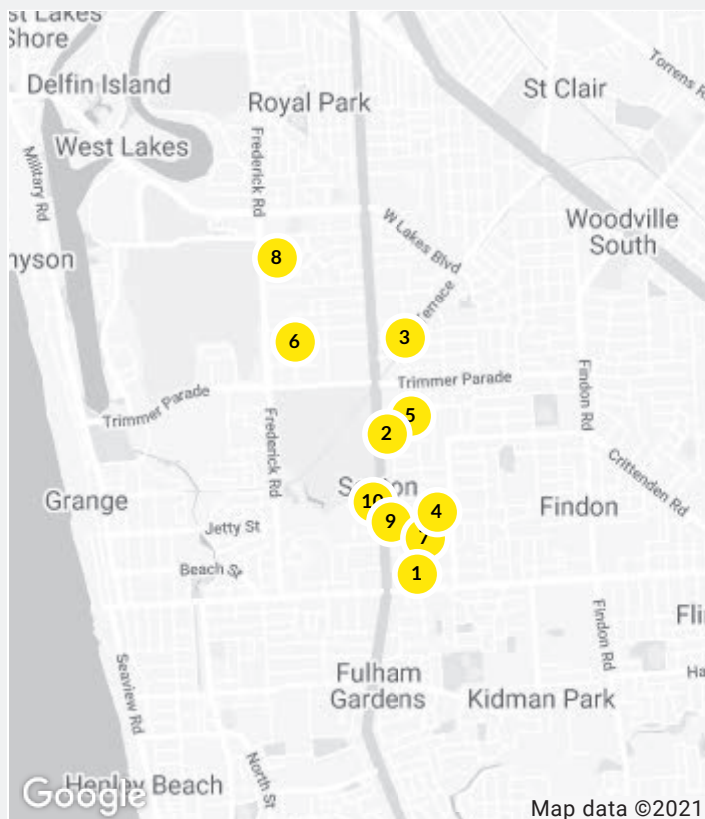 st Lakes
Shore
Delfin Island
Royal Park
St Clair
Torrens R
West Lakes
Military Rd
Frederick Rd
W Lakes Blvd
Woodville
South
nyson
8
errace
6
3
Trimmer Parade
Trimmer Parade
Findon Rd
5
2
Frederick Rd
Crittenden Rd
Grange
10
4
Findon
9
Jetty St
7
Beach St
1
Findon Rd
Fli
Ha
Fulham
Gardens
Kidman Park
Seaview Rd
North St
Henley Beach
Google
Map data ©2021